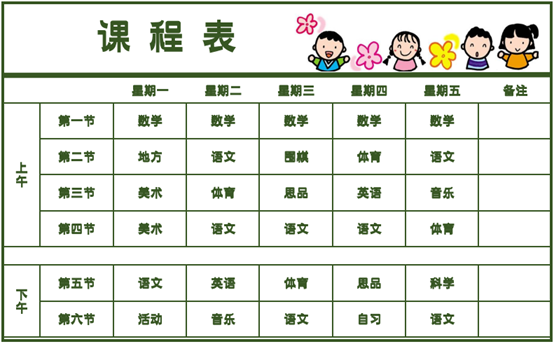 课程表
星期一 星期二 星期三 星期四 星期五 备注
上午
第一节 数学 数学 数学 数学 数学
第二节 地方 语文 围棋 体育 语文
第三节 美术 体育 思品 英语 音乐
第四节 美术 语文 语文 语文 体育
下午
第五节 语文 英语 体育 思品 科学
第六节 活动 音乐 语文 自习 语文